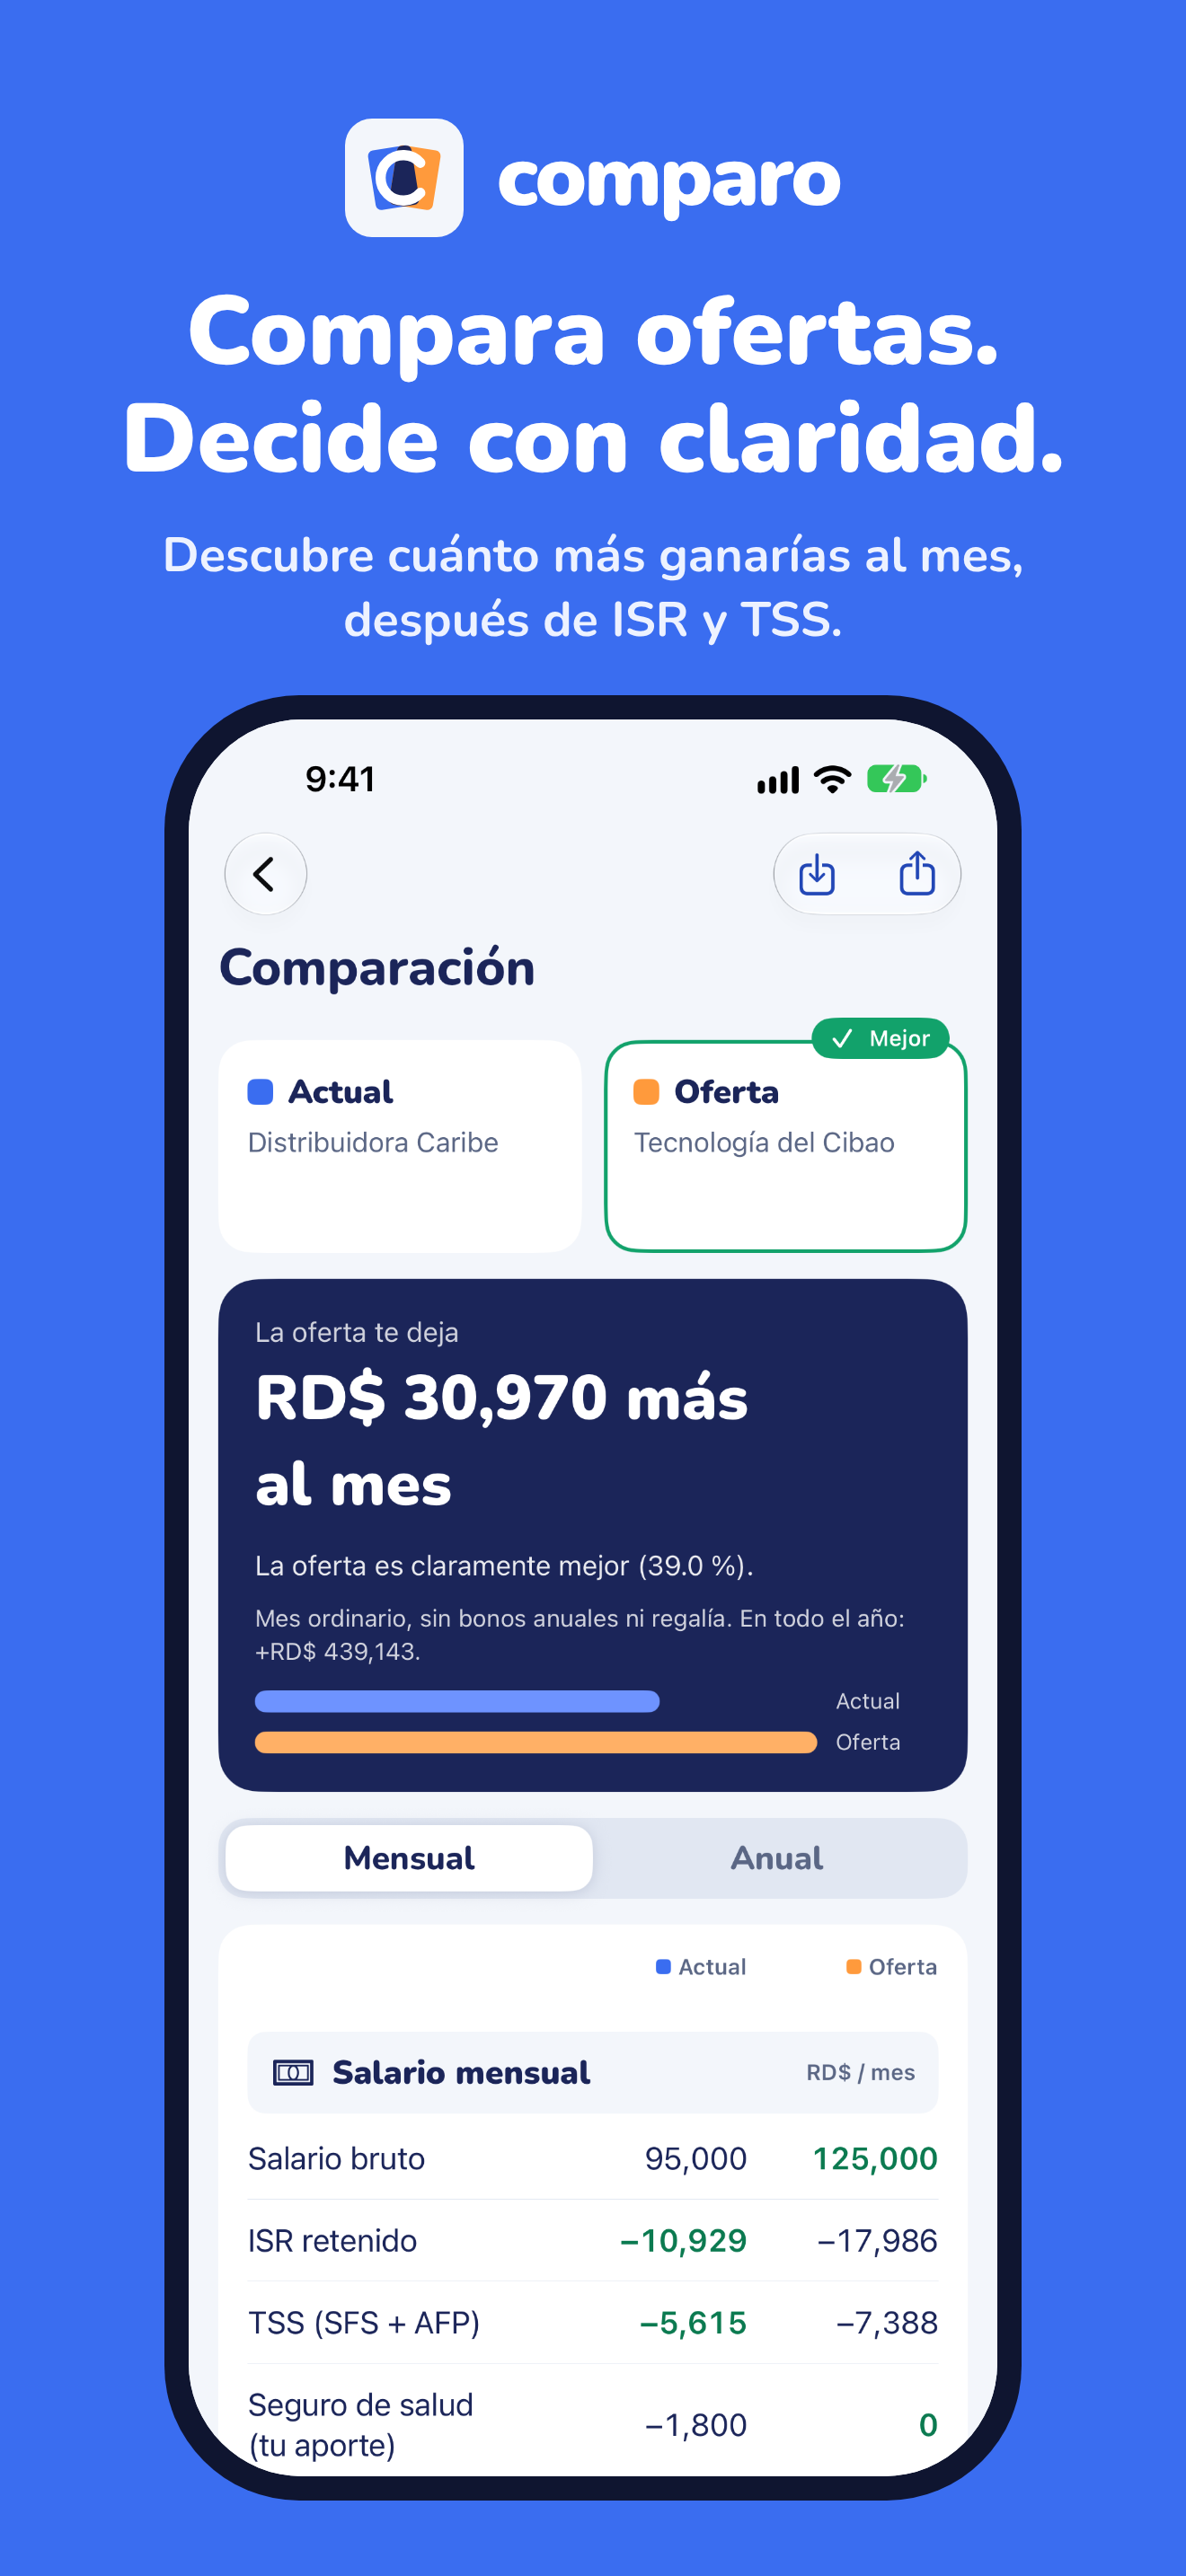 comparo
Compara ofertas.
Decide con claridad.
Descubre cuánto más ganarías al mes,
después de ISR y TSS.
9:41
Comparación
Mejor
Actual
Distribuidora Caribe
Oferta
Tecnología del Cibao
La oferta te deja
RD$ 30,970 más
al mes
La oferta es claramente mejor (39.0 %).
Mes ordinario, sin bonos anuales ni regalía. En todo el año:
+RD$ 439,143.
Actual
Oferta
Mensual Anual
Actual Oferta
Salario mensual RD$ / mes
Salario bruto 95,000 125,000
ISR retenido –10,929 –17,986
TSS (SFS + AFP) –5,615 –7,388
Seguro de salud
(tu aporte) –1,800 0